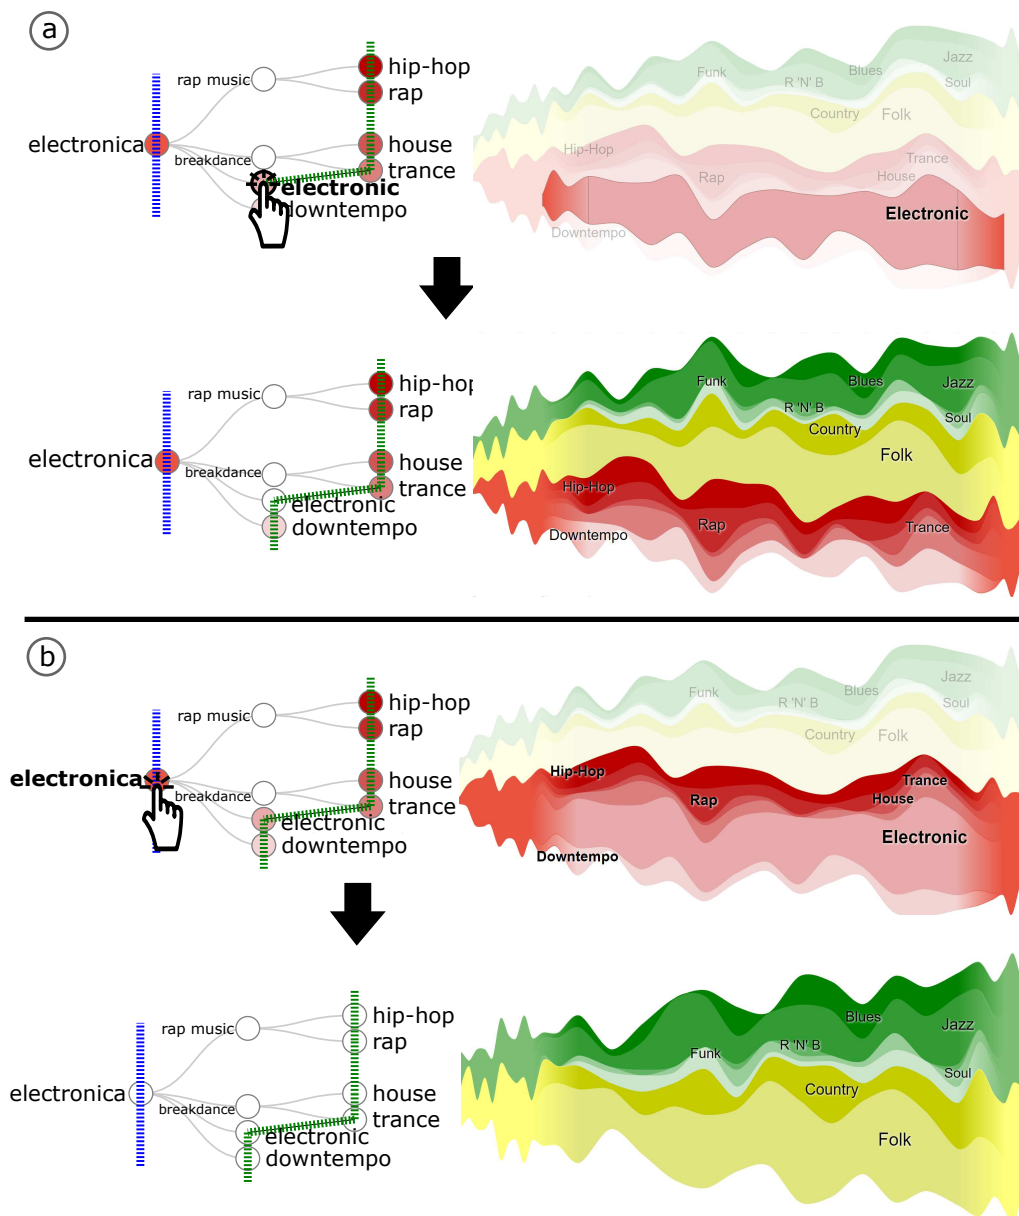 a
rap music
hip-hop
rap
electronica
breakdance
house
trance
electronic
downtempo
Funk
R 'N' B
Blues
Jazz
Soul
Country
Folk
Hip-Hop
Rap
Trance
House
Electronic
Downtempo
rap music
hip-hop
rap
electronica
breakdance
house
trance
electronic
downtempo
Funk
Blues
Jazz
R 'N' B
Soul
Country
Folk
Hip-Hop
Rap
Trance
Downtempo
b
rap music
hip-hop
rap
electronica
breakdance
house
trance
electronic
downtempo
Funk
R 'N' B
Blues
Jazz
Soul
Country
Folk
Hip-Hop
Rap
Trance
House
Electronic
Downtempo
rap music
hip-hop
rap
electronica
breakdance
house
trance
electronic
downtempo
Blues
Jazz
Funk
R 'N' B
Soul
Country
Folk